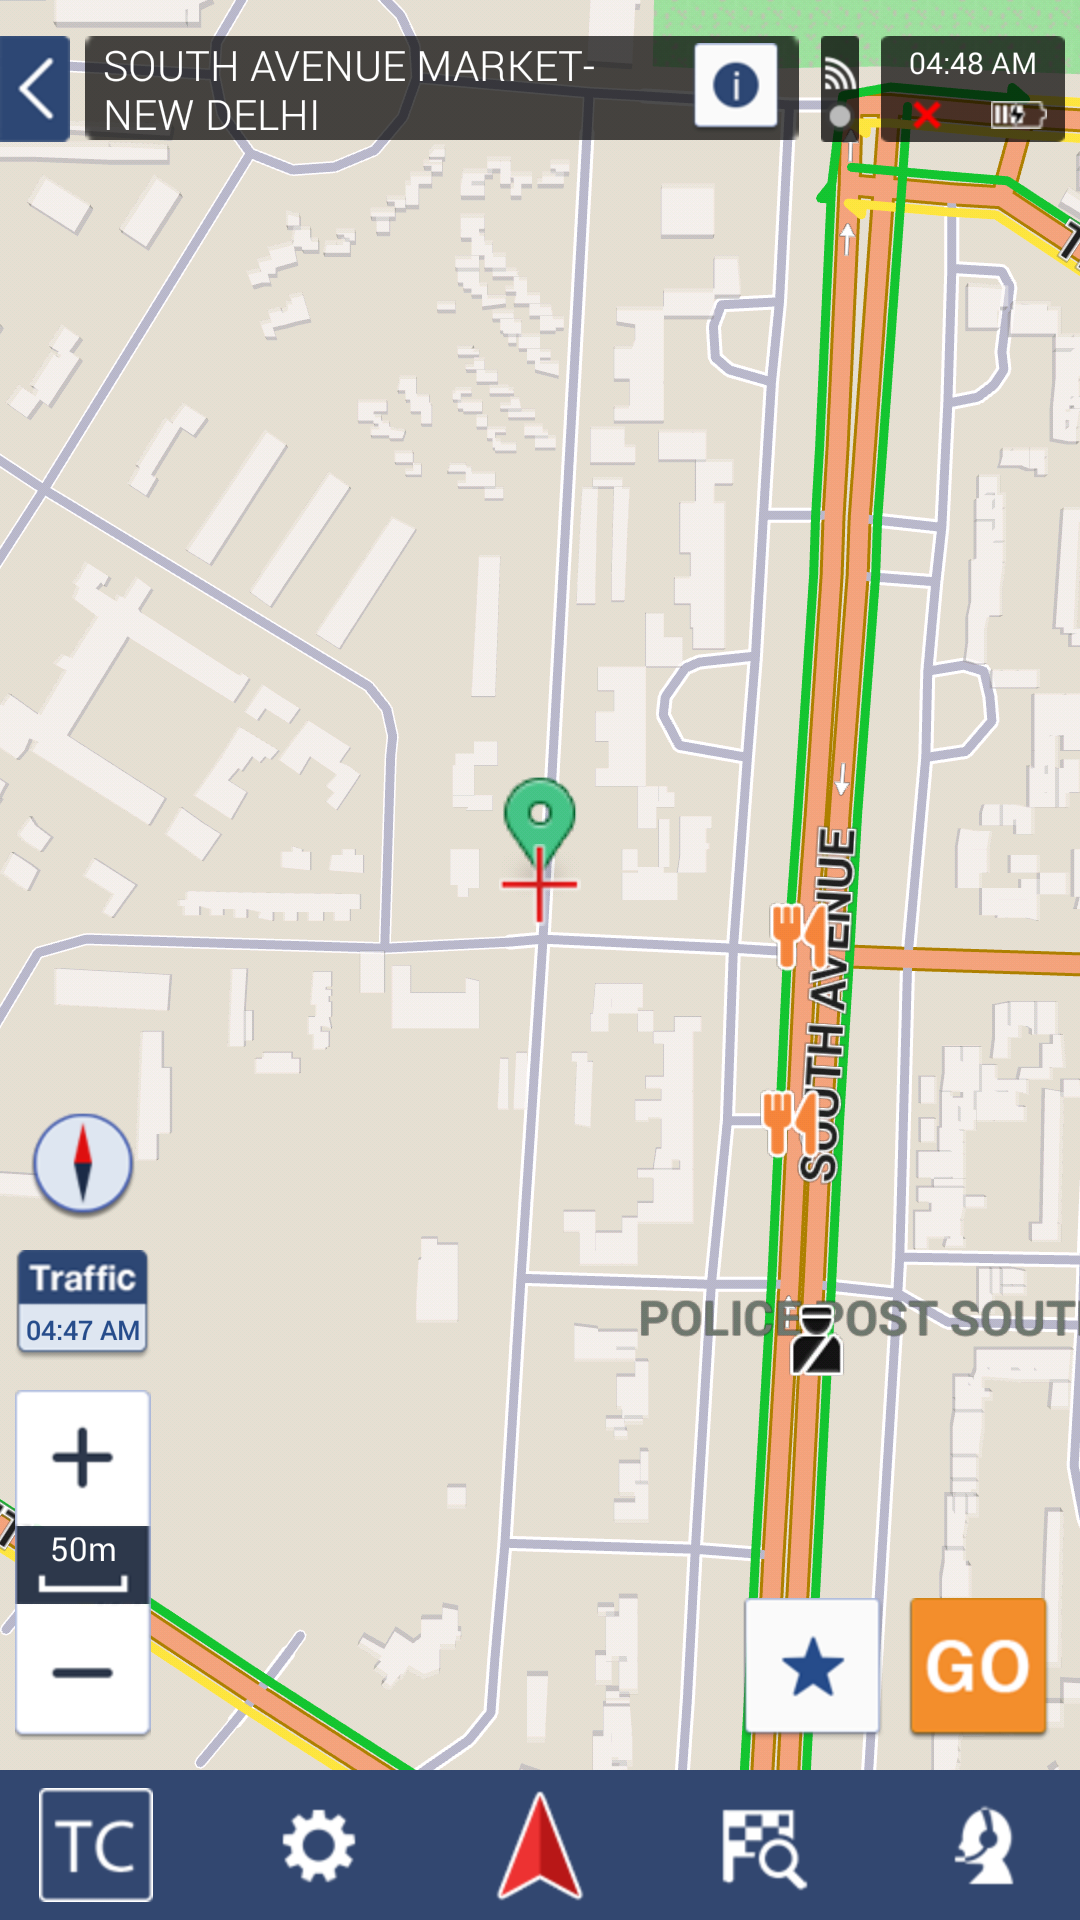 SOUTH AVENUE MARKET-
NEW DELHI
i
04:48 AM
SOUTH AVENUE
POLICE POST SOUT
Traffic
04:47 AM
50m
GO
TC